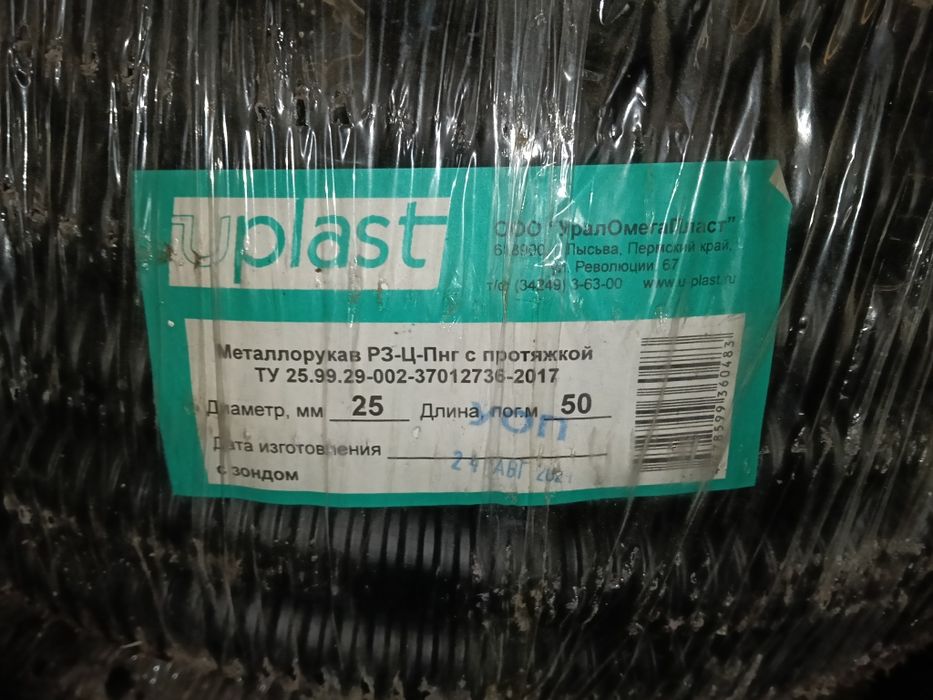 uplast
ООО "УралОмегаПласт"
618900 Лысьва, Пермский край,
Революции, 67
т/ф (34249) 3-63-00 www.u-plast.ru
Металлорукав РЗ-Ц-Пнг с протяжкой
ТУ 25.99.29-002-37012736-2017
Диаметр, мм 25 Длина, пог.м 50
УОП
Дата изготовления
24 АВГ
с зондом